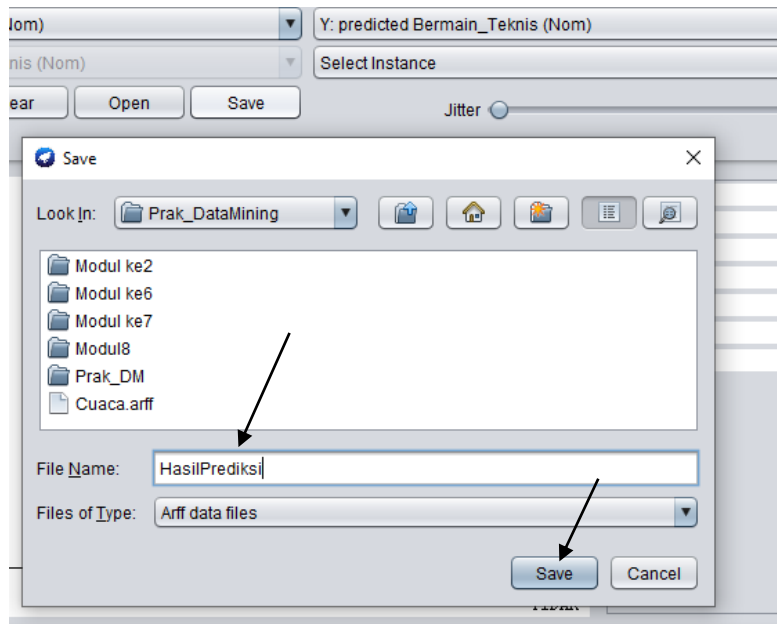 Nom)
Y: predicted Bermain_Teknis (Nom)
nis (Nom)
Select Instance
ear
Open
Save
Jitter
Save
Look In:
Prak_DataMining
Modul ke2
Modul ke6
Modul ke7
Modul8
Prak_DM
Cuaca.arff
File Name:
HasilPrediksi
Files of Type:
Arff data files
Save
Cancel